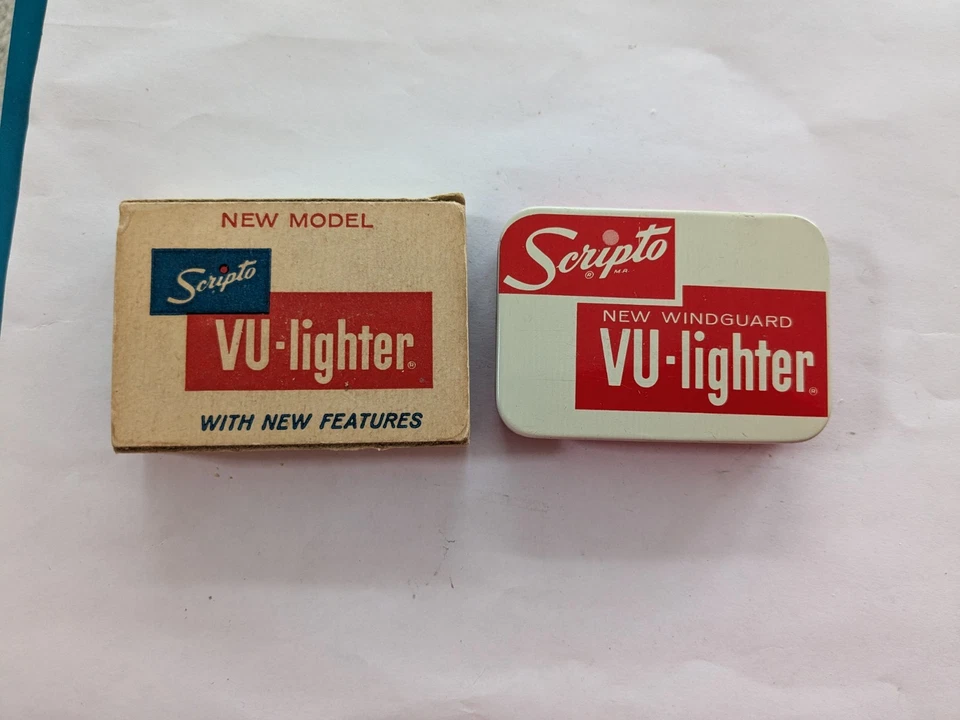 NEW MODEL
Scripto
VU-lighter®
WITH NEW FEATURES
Scripto
® M.R.
NEW WINDGUARD
VU-lighter®